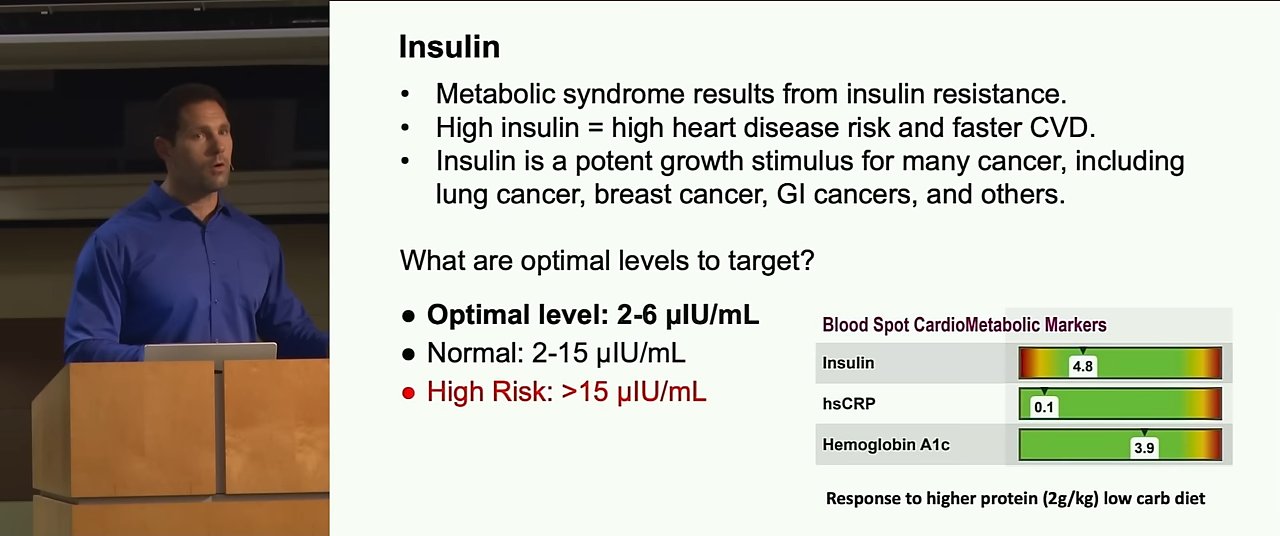 Insulin
• Metabolic syndrome results from insulin resistance.
• High insulin = high heart disease risk and faster CVD.
• Insulin is a potent growth stimulus for many cancer, including
lung cancer, breast cancer, GI cancers, and others.
What are optimal levels to target?
● Optimal level: 2-6 µIU/mL
● Normal: 2-15 µIU/mL
● High Risk: >15 µIU/mL
Blood Spot CardioMetabolic Markers
Insulin 4.8
hsCRP 0.1
Hemoglobin A1c 3.9
Response to higher protein (2g/kg) low carb diet